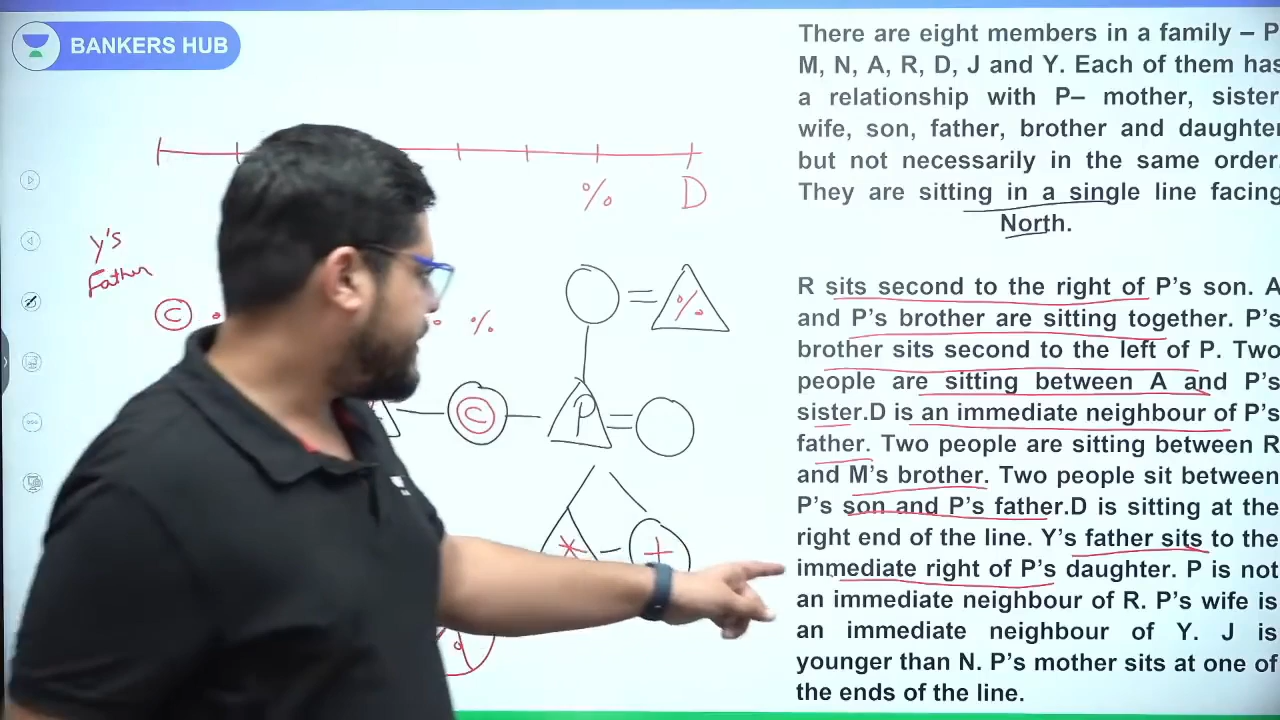 BANKERS HUB
There are eight members in a family – P
M, N, A, R, D, J and Y. Each of them has
a relationship with P– mother, sister
wife, son, father, brother and daughter
but not necessarily in the same order.
They are sitting in a single line facing
North.
R sits second to the right of P's son. A
and P's brother are sitting together. P's
brother sits second to the left of P. Two
people are sitting between A and P's
sister.D is an immediate neighbour of P's
father. Two people are sitting between R
and M's brother. Two people sit between
P's son and P's father.D is sitting at the
right end of the line. Y's father sits to the
immediate right of P's daughter. P is not
an immediate neighbour of R. P's wife is
an immediate neighbour of Y. J is
younger than N. P's mother sits at one of
the ends of the line.
% D
Y's
Father
C %
%
C P
* +